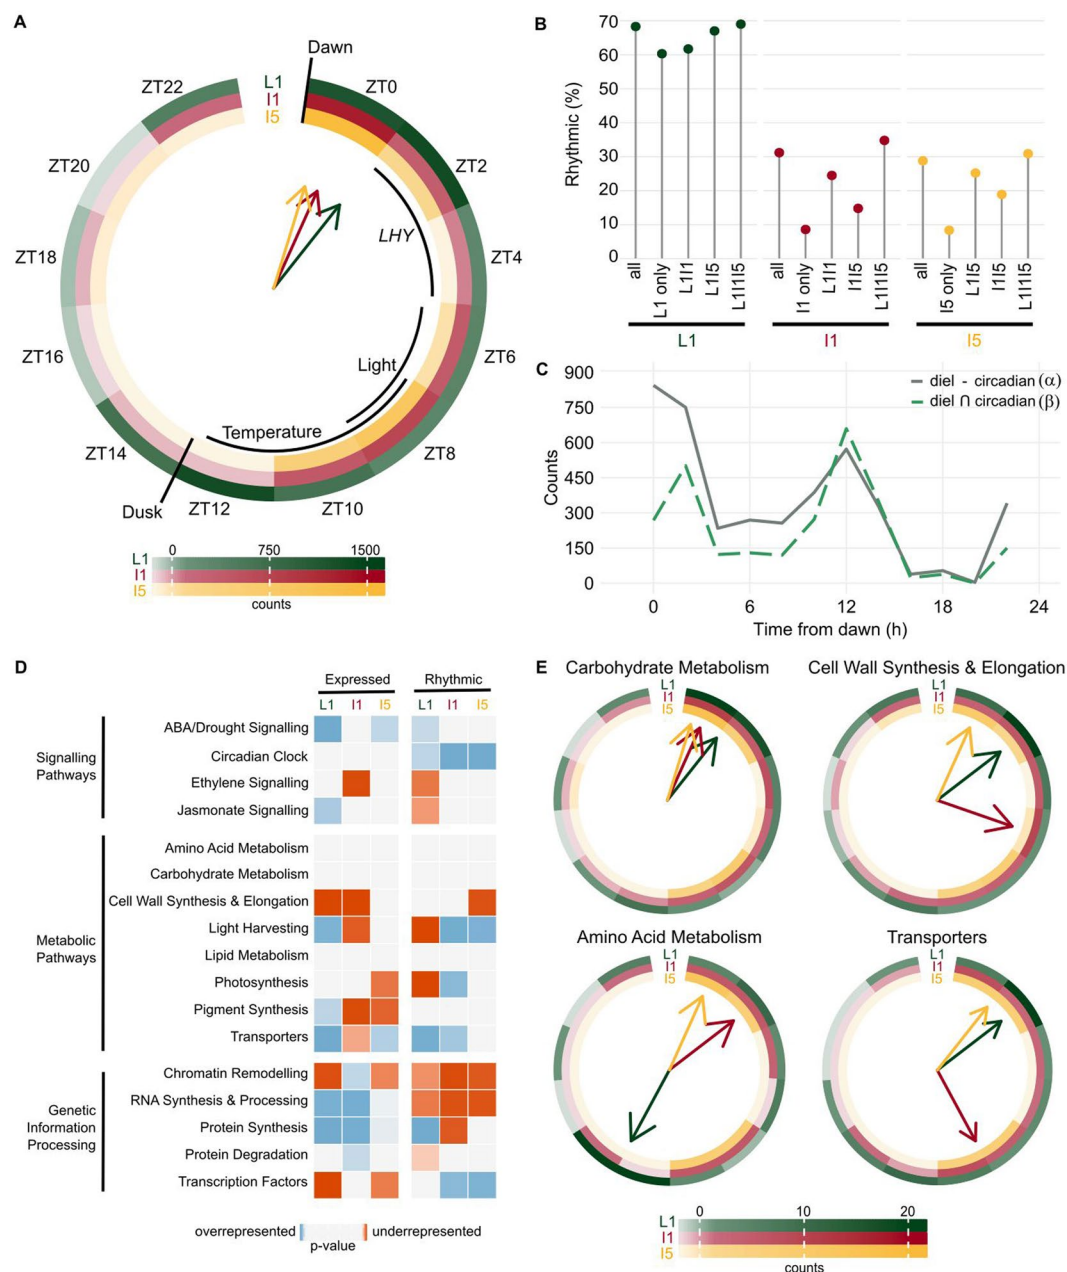 A
Dawn
ZT22
L1
I1
I5
ZT0
ZT20
ZT2
LHY
ZT18
ZT4
ZT16
Light
ZT6
Temperature
ZT14
ZT8
Dusk
ZT12
ZT10
0 750 1500
L1
I1
I5
counts
B
70
60
50
40
30
20
10
0
Rhythmic (%)
all
L1 only
L1I1
L1I5
L1I1I5
all
I1 only
L1I1
I1I5
L1I1I5
all
I5 only
L1I5
I1I5
L1I1I5
L1 I1 I5
C
900
750
600
450
300
150
0
Counts
diel - circadian (α)
diel ∩ circadian (β)
0 6 12 18 24
Time from dawn (h)
D
Expressed Rhythmic
L1 I1 I5 L1 I1 I5
Signalling
Pathways
ABA/Drought Signalling
Circadian Clock
Ethylene Signalling
Jasmonate Signalling
Metabolic
Pathways
Amino Acid Metabolism
Carbohydrate Metabolism
Cell Wall Synthesis & Elongation
Light Harvesting
Lipid Metabolism
Photosynthesis
Pigment Synthesis
Transporters
Genetic
Information
Processing
Chromatin Remodelling
RNA Synthesis & Processing
Protein Synthesis
Protein Degradation
Transcription Factors
overrepresented underrepresented
p-value
E
Carbohydrate Metabolism
L1
I1
I5
Cell Wall Synthesis & Elongation
L1
I1
I5
Amino Acid Metabolism
L1
I1
I5
Transporters
L1
I1
I5
0 10 20
L1
I1
I5
counts